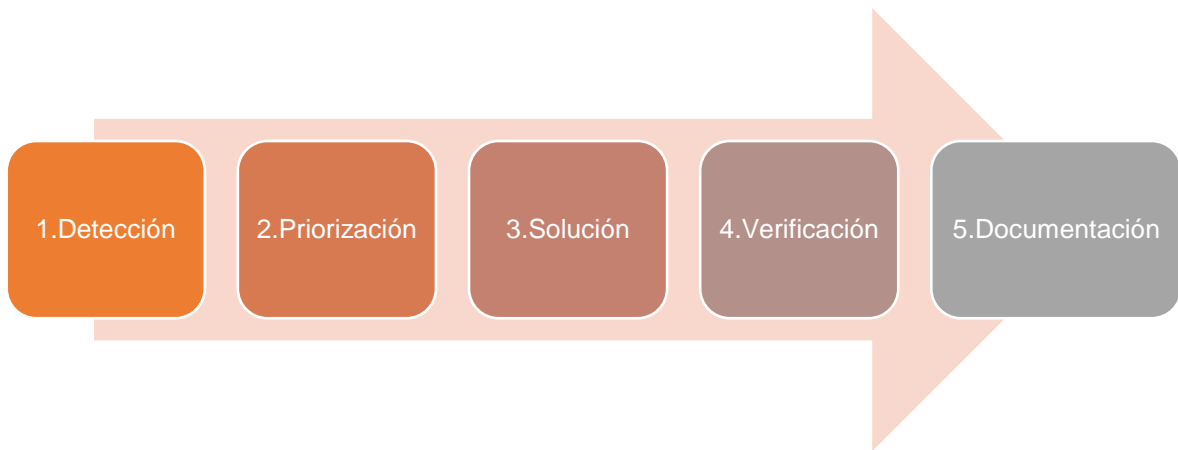 1.Detección
2.Priorización
3.Solución
4.Verificación
5.Documentación